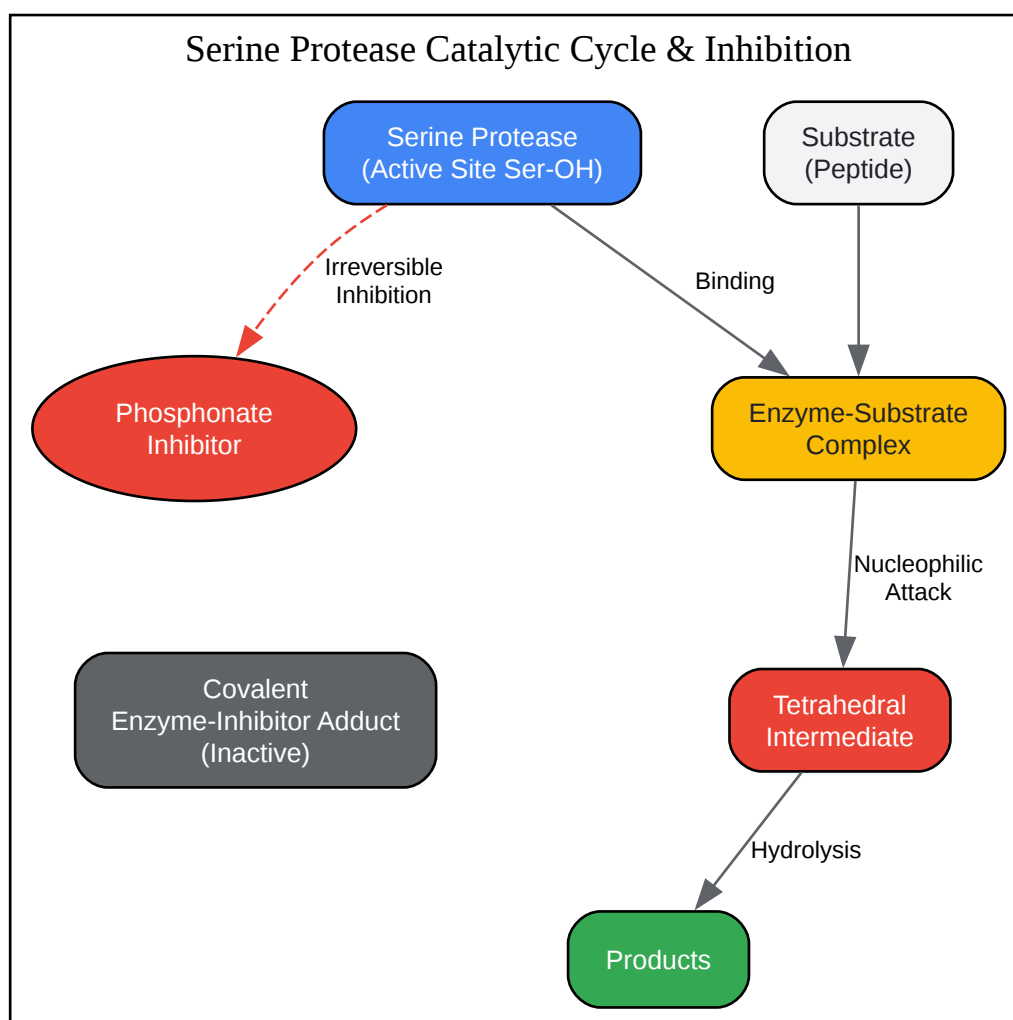 Serine Protease Catalytic Cycle & Inhibition
Serine Protease
(Active Site Ser-OH)
Substrate
(Peptide)
Irreversible
Inhibition
Binding
Phosphonate
Inhibitor
Enzyme-Substrate
Complex
Nucleophilic
Attack
Covalent
Enzyme-Inhibitor Adduct
(Inactive)
Tetrahedral
Intermediate
Hydrolysis
Products